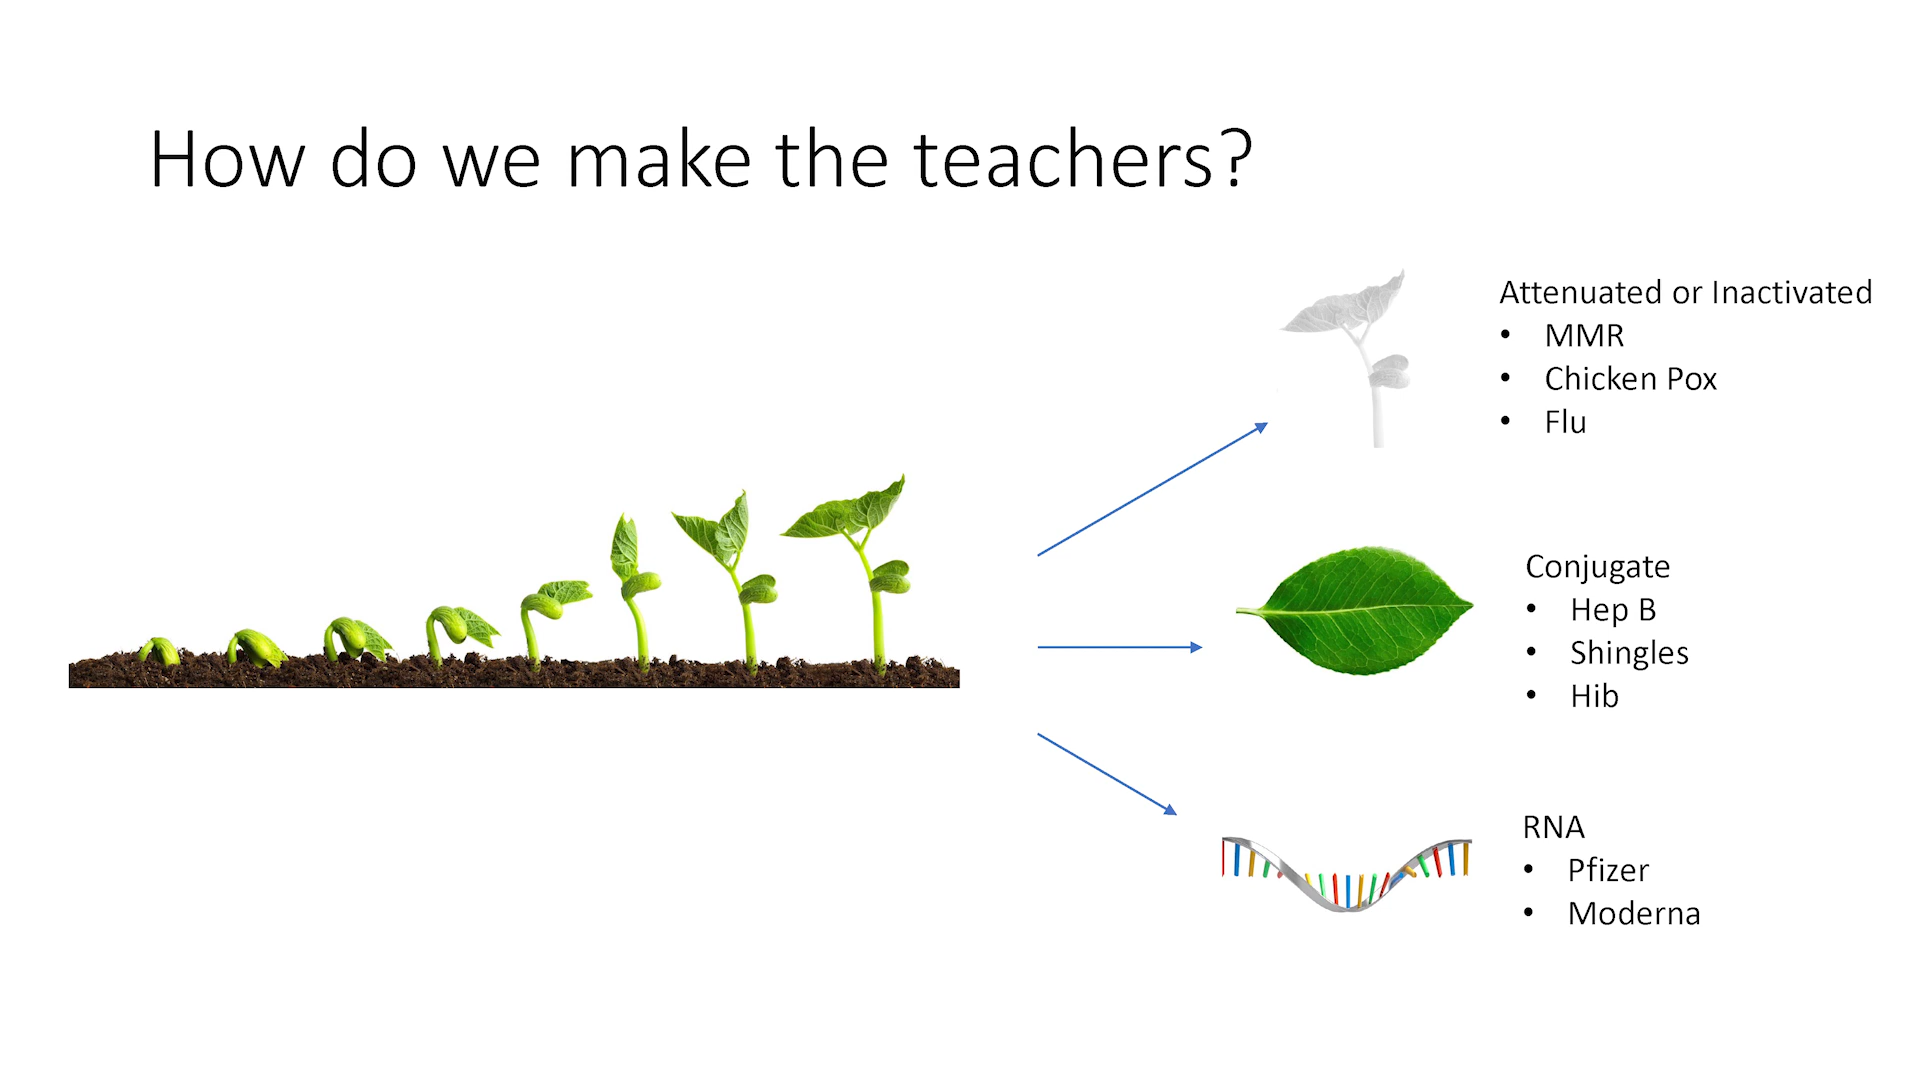 How do we make the teachers?
Attenuated or Inactivated
• MMR
• Chicken Pox
• Flu
Conjugate
• Hep B
• Shingles
• Hib
RNA
• Pfizer
• Moderna